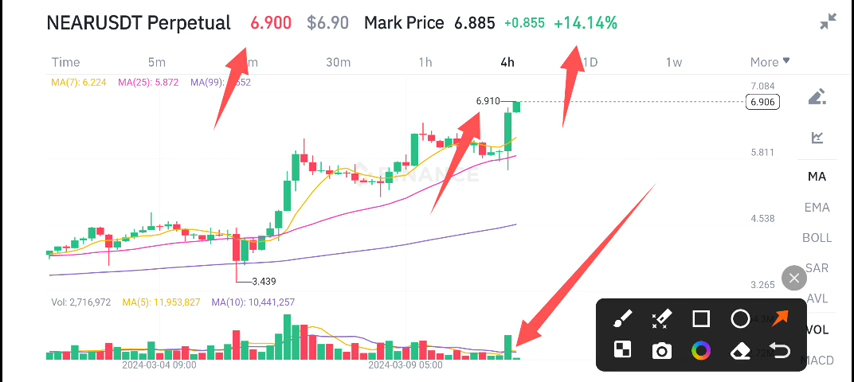 NEARUSDT Perpetual 6.900 $6.90 Mark Price 6.885 +0.855 +14.14%
Time 5m 30m 1h 4h 1D 1w More
MA(7): 6.224 MA(25): 5.872 MA(99):
7.084
6.910
6.906
5.811
BINANCE
MA
4.538
EMA
BOLL
3.439
3.265
SAR
AVL
Vol: 2,716,972 MA(5): 11,953,827 MA(10): 10,441,257
VOL
2024-03-04 09:00 2024-03-09 05:00
MACD